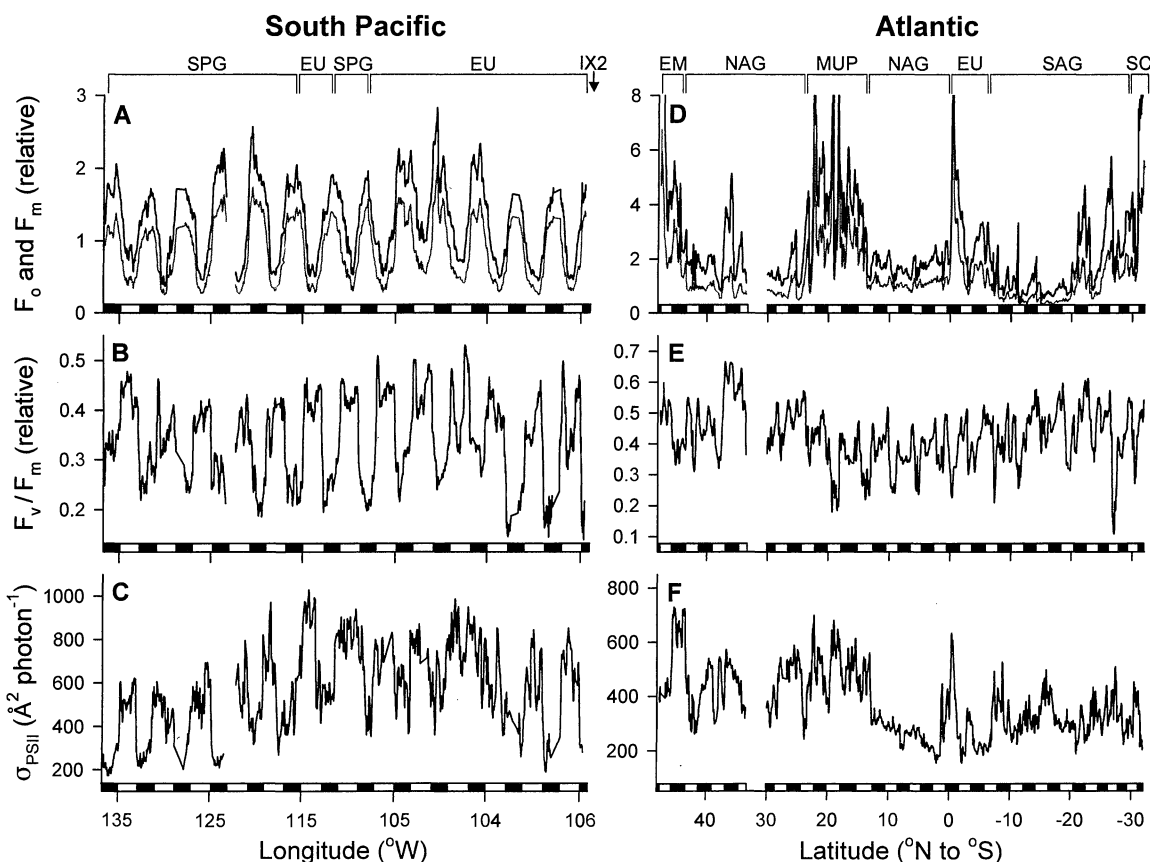 South Pacific
Atlantic
SPG EU SPG EU IX2
EM NAG MUP NAG EU SAG SC
A
F_o and F_m (relative)
3
2
1
0
D
8
6
4
2
0
B
F_v / F_m (relative)
0.5
0.4
0.3
0.2
E
0.7
0.6
0.5
0.4
0.3
0.2
0.1
C
σ_PSII (Å² photon⁻¹)
1000
800
600
400
200
F
800
600
400
200
135 125 115 105 104 106
Longitude (°W)
40 30 20 10 0 -10 -20 -30
Latitude (°N to °S)